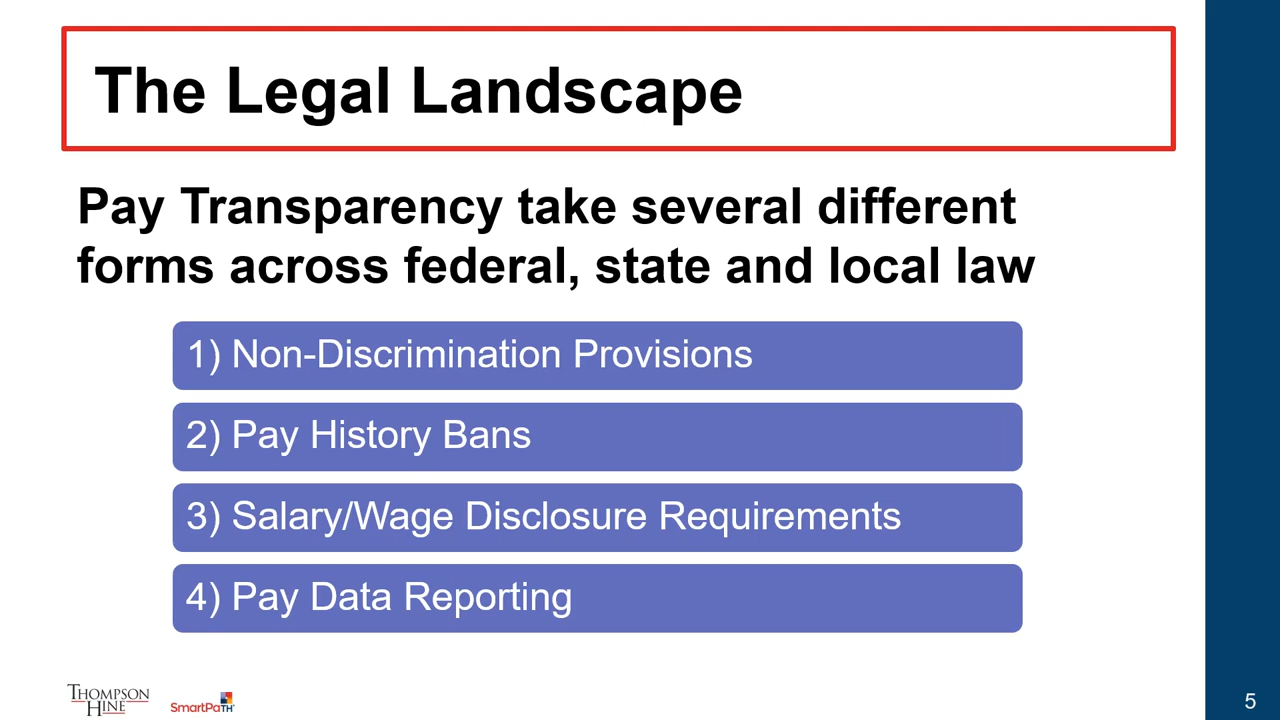 The Legal Landscape
Pay Transparency take several different
forms across federal, state and local law
1) Non-Discrimination Provisions
2) Pay History Bans
3) Salary/Wage Disclosure Requirements
4) Pay Data Reporting
THOMPSON
HINE
SmartPaTH
5